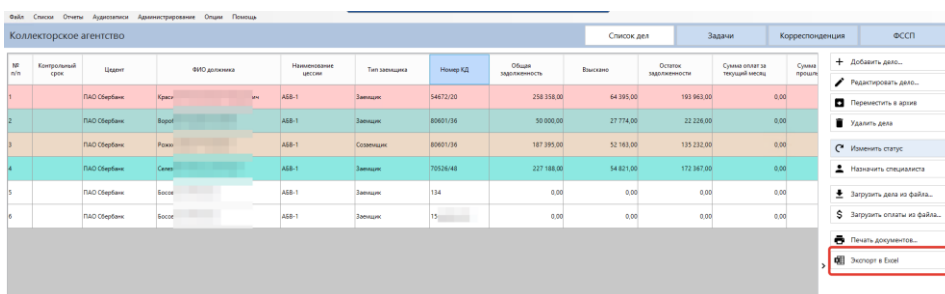 Файл Списки Отчеты Аудиозаписи Администрирование Опции Помощь
Коллекторское агентство Список дел Задачи Корреспонденция ФССП
№ п/п Контрольный срок Цедент ФИО должника Наименование цессии Тип заемщика Номер КД Общая задолженность Взыскано Остаток задолженности Сумма оплат за текущий месяц Сумма
1 ПАО Сбербанк АБВ-1 Заемщик 54672/20 258 358,00 64 395,00 193 963,00 0,00
2 ПАО Сбербанк АБВ-1 Заемщик 80601/36 50 000,00 27 774,00 22 226,00 0,00
3 ПАО Сбербанк АБВ-1 Созаемщик 80601/36 187 395,00 52 163,00 135 232,00 0,00
4 ПАО Сбербанк АБВ-1 Заемщик 70526/48 227 188,00 54 821,00 172 367,00 0,00
5 ПАО Сбербанк АБВ-1 Заемщик 134 0,00 0,00 0,00 0,00
6 ПАО Сбербанк АБВ-1 Заемщик 0,00 0,00 0,00 0,00
Добавить дело...
Редактировать дело...
Переместить в архив
Удалить дела
Изменить статус
Назначить специалиста
Загрузить дела из файла...
Загрузить оплаты из файла...
Печать документов...
Экспорт в Excel